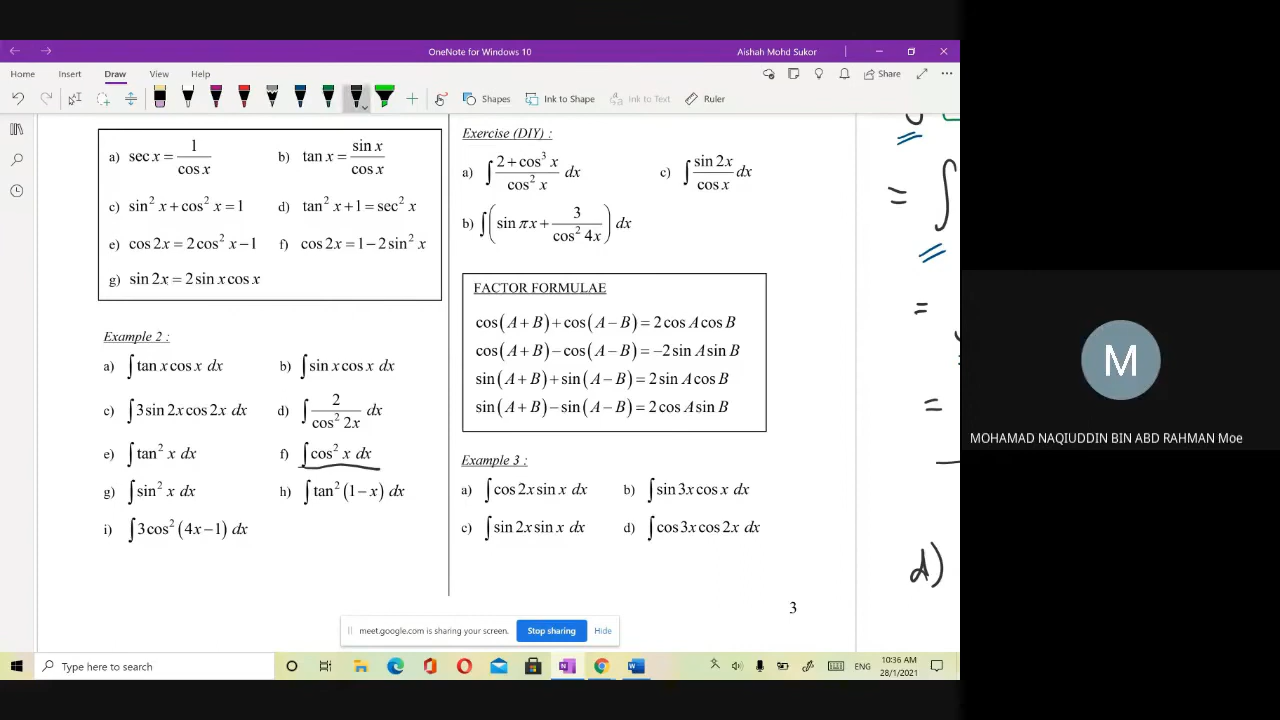 OneNote for Windows 10
Aishah Mohd Sukor
Home Insert Draw View Help
Share
Shapes Ink to Shape Ink to Text Ruler
a) sec x = 1/cos x
b) tan x = sin x/cos x
c) sin² x + cos² x = 1
d) tan² x + 1 = sec² x
e) cos 2x = 2cos² x − 1
f) cos 2x = 1 − 2sin² x
g) sin 2x = 2 sin x cos x
Example 2 :
a) ∫ tan x cos x dx
b) ∫ sin x cos x dx
c) ∫ 3 sin 2x cos 2x dx
d) ∫ 2/cos² 2x dx
e) ∫ tan² x dx
f) ∫ cos² x dx
g) ∫ sin² x dx
h) ∫ tan² (1 − x) dx
i) ∫ 3cos² (4x − 1) dx
Exercise (DIY) :
a) ∫ (2 + cos³ x)/cos² x dx
c) ∫ sin 2x/cos x dx
b) ∫ (sin πx + 3/cos² 4x) dx
FACTOR FORMULAE
cos(A + B) + cos(A − B) = 2 cos A cos B
cos(A + B) − cos(A − B) = −2 sin A sin B
sin(A + B) + sin(A − B) = 2 sin A cos B
sin(A + B) − sin(A − B) = 2 cos A sin B
Example 3 :
a) ∫ cos 2x sin x dx
b) ∫ sin 3x cos x dx
c) ∫ sin 2x sin x dx
d) ∫ cos 3x cos 2x dx
3
= ∫
=
=
d)
M
MOHAMAD NAQIUDDIN BIN ABD RAHMAN Moe
meet.google.com is sharing your screen. Stop sharing Hide
Type here to search
ENG
10:36 AM
28/1/2021